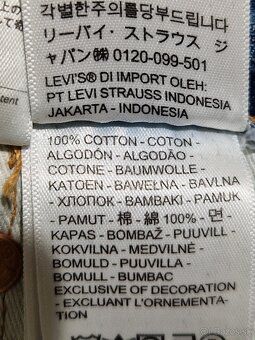 각별한주의를당부드립니다
リーバイ・ストラウス ジ
ャパン㈱ 0120-099-501
LEVI'S® DI IMPORT OLEH:
PT LEVI STRAUSS INDONESIA
JAKARTA - INDONESIA
100% COTTON - COTON -
ALGODÓN - ALGODÃO -
COTONE - BAUMWOLLE -
KATOEN - BAWEŁNA - BAVLNA
- ХЛОПОК - BOMBAŽ - PAMUK
- PAMUT - 棉 - 綿 100% - 면 -
KAPAS - BOMBAŽ - PUUVILL -
KOKVILNA - MEDVILNĖ -
BOMULD - PUUVILLA -
BOMULL - BUMBAC
EXCLUSIVE OF DECORATION
- EXCLUANT L'ORNEMENTA-
TION